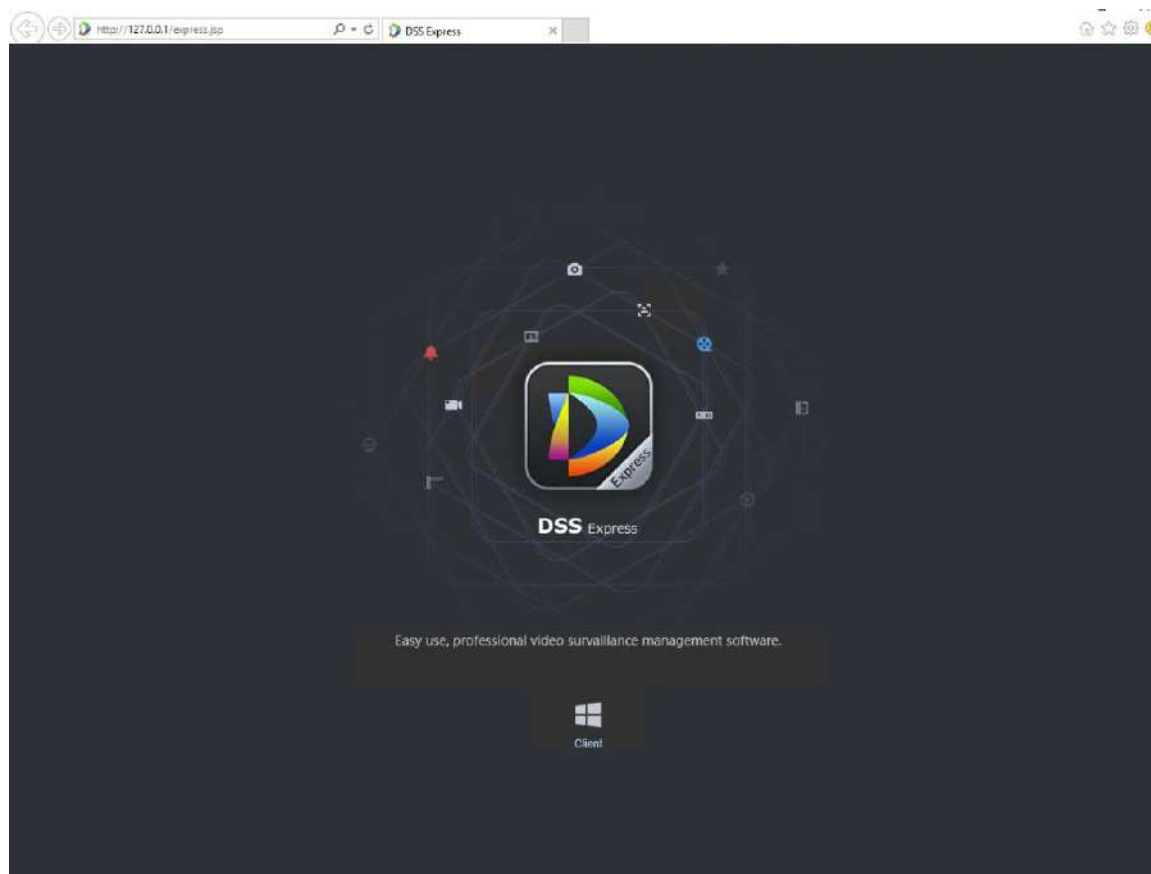 http://127.0.0.1/express.jsp
DSS Express
Express
DSS Express
Easy use, professional video survaillance management software.
Client